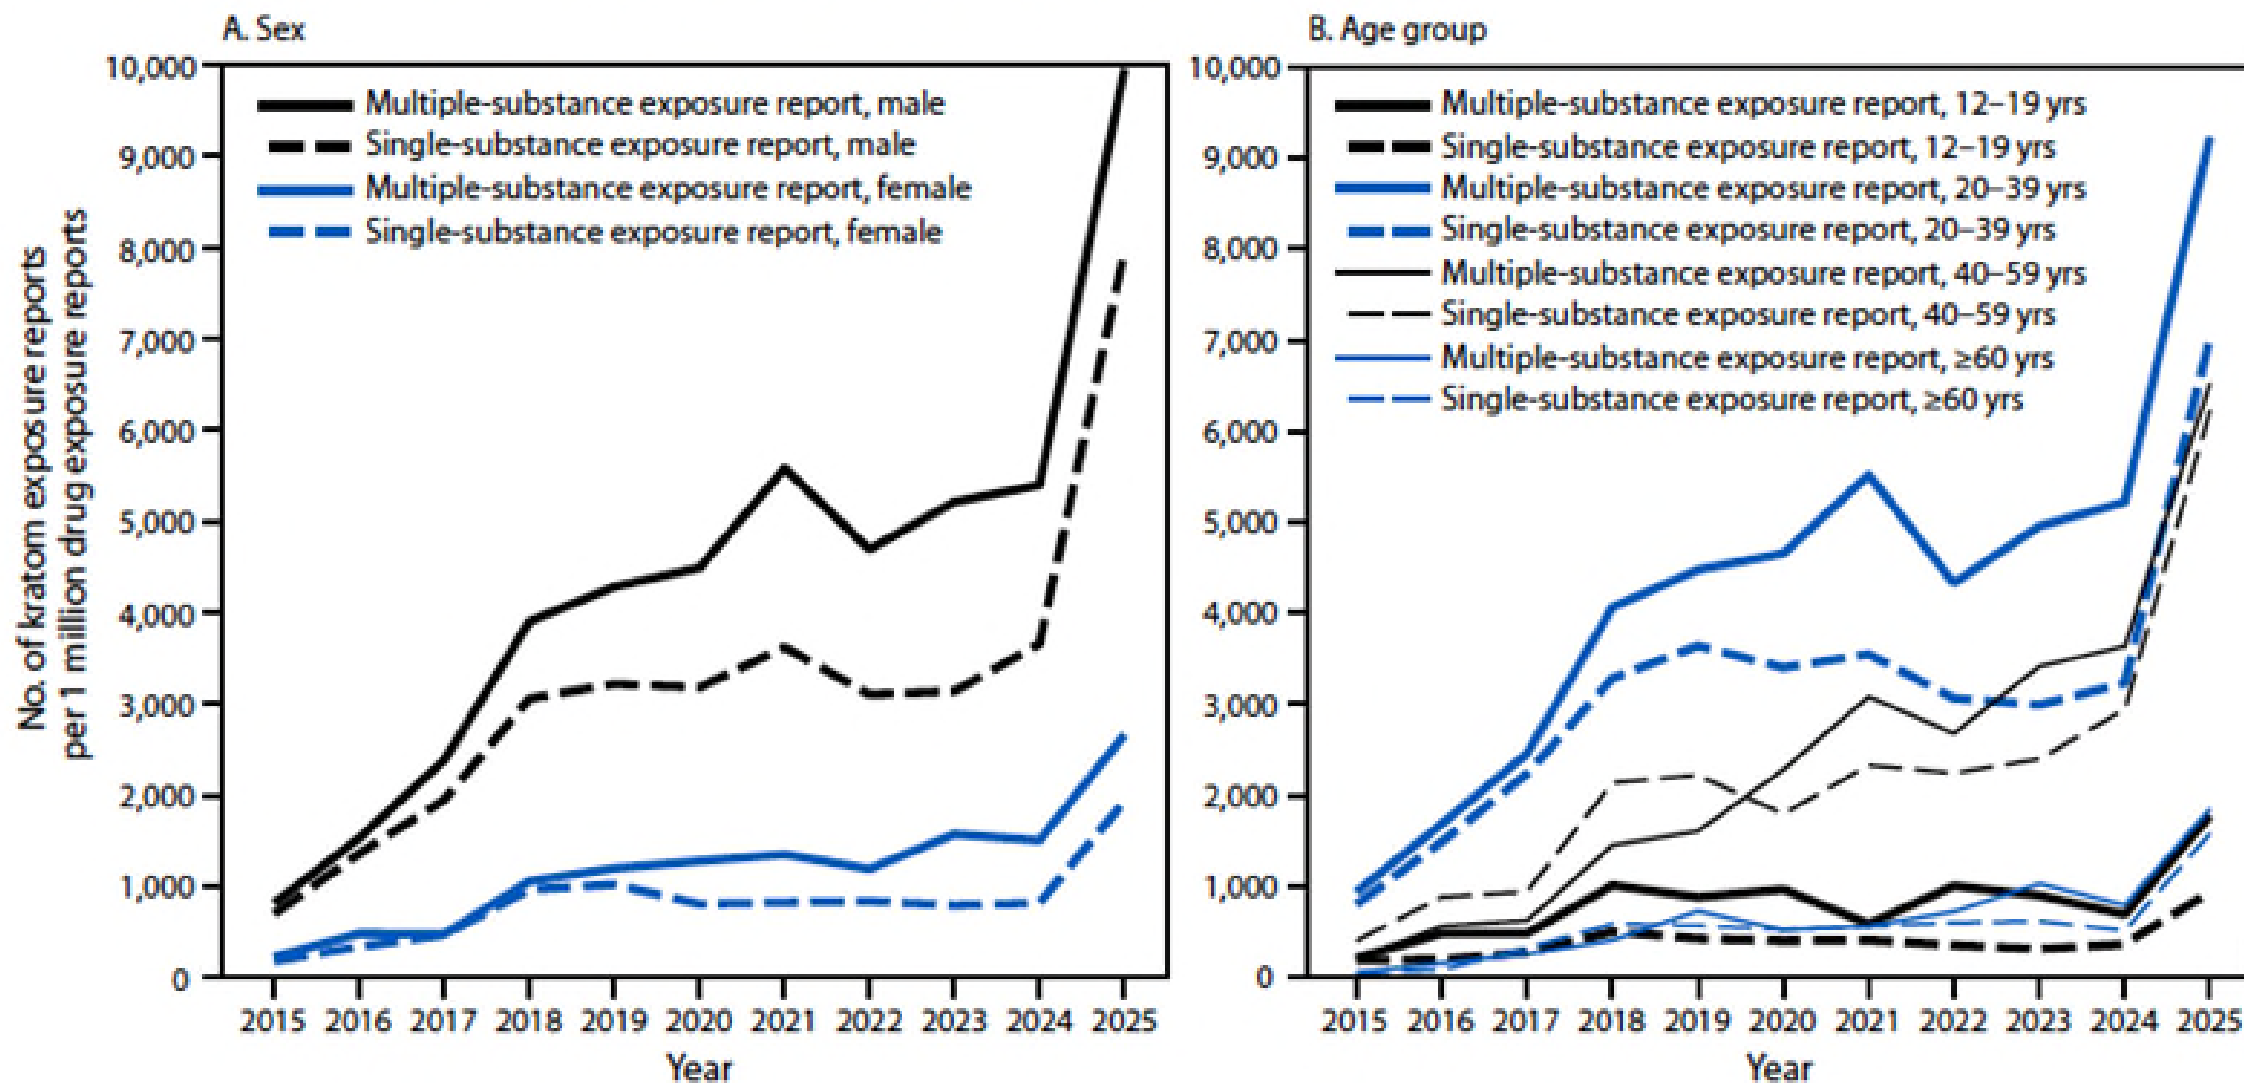 A. Sex
10,000
9,000
8,000
7,000
6,000
5,000
4,000
3,000
2,000
1,000
0
No. of kratom exposure reports
per 1 million drug exposure reports
Multiple-substance exposure report, male
Single-substance exposure report, male
Multiple-substance exposure report, female
Single-substance exposure report, female
2015 2016 2017 2018 2019 2020 2021 2022 2023 2024 2025
Year
B. Age group
10,000
9,000
8,000
7,000
6,000
5,000
4,000
3,000
2,000
1,000
0
Multiple-substance exposure report, 12–19 yrs
Single-substance exposure report, 12–19 yrs
Multiple-substance exposure report, 20–39 yrs
Single-substance exposure report, 20–39 yrs
Multiple-substance exposure report, 40–59 yrs
Single-substance exposure report, 40–59 yrs
Multiple-substance exposure report, ≥60 yrs
Single-substance exposure report, ≥60 yrs
2015 2016 2017 2018 2019 2020 2021 2022 2023 2024 2025
Year